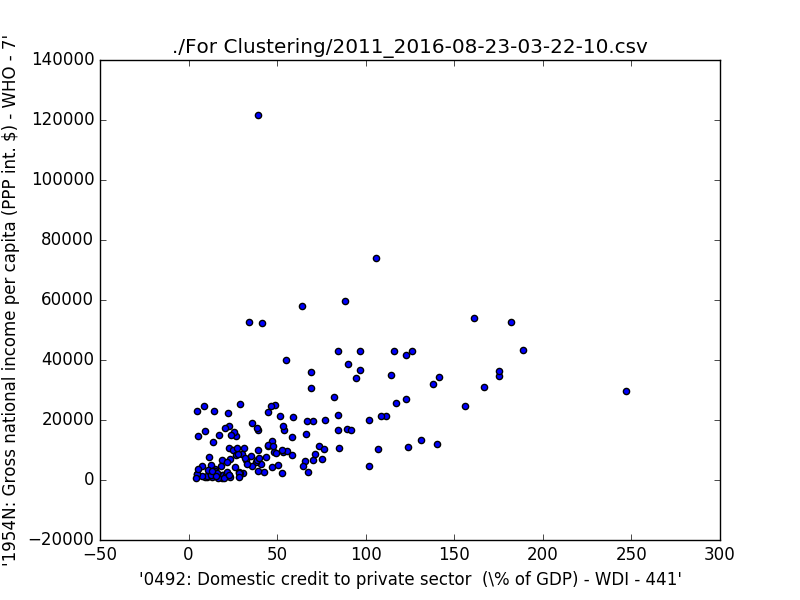 ./For Clustering/2011_2016-08-23-03-22-10.csv
140000
120000
100000
80000
60000
40000
20000
0
−20000
−50 0 50 100 150 200 250 300
'0492: Domestic credit to private sector  (\% of GDP) - WDI - 441'
'1954N: Gross national income per capita (PPP int. $) - WHO - 7'